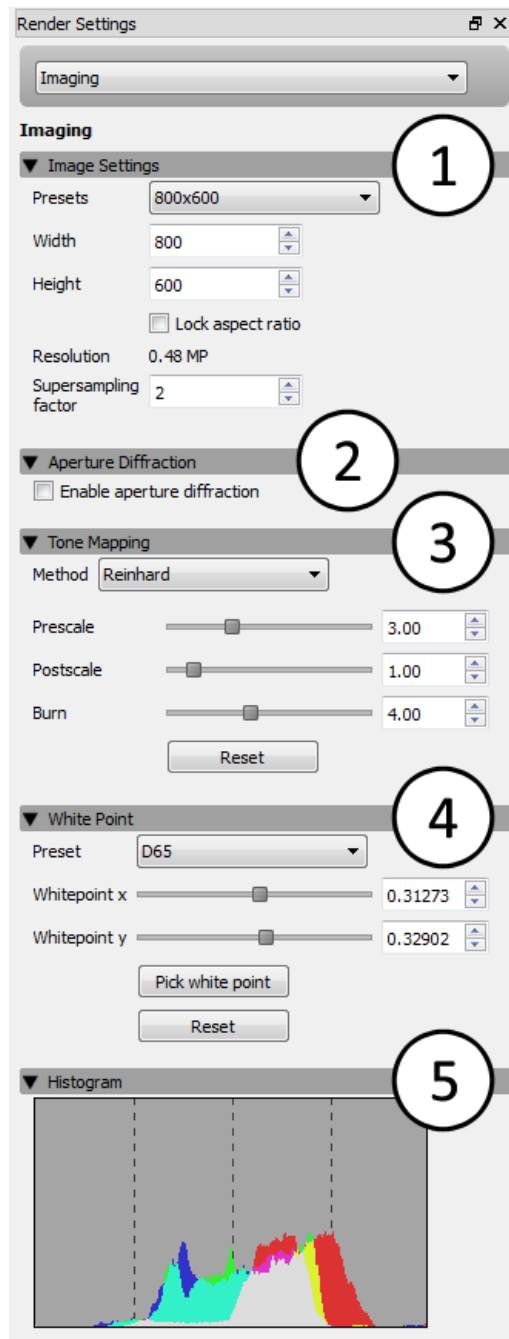 Render Settings
Imaging
Imaging
1
Image Settings
Presets 800x600
Width 800
Height 600
Lock aspect ratio
Resolution 0.48 MP
Supersampling
factor 2
2
Aperture Diffraction
Enable aperture diffraction
3
Tone Mapping
Method Reinhard
Prescale 3.00
Postscale 1.00
Burn 4.00
Reset
4
White Point
Preset D65
Whitepoint x 0.31273
Whitepoint y 0.32902
Pick white point
Reset
5
Histogram